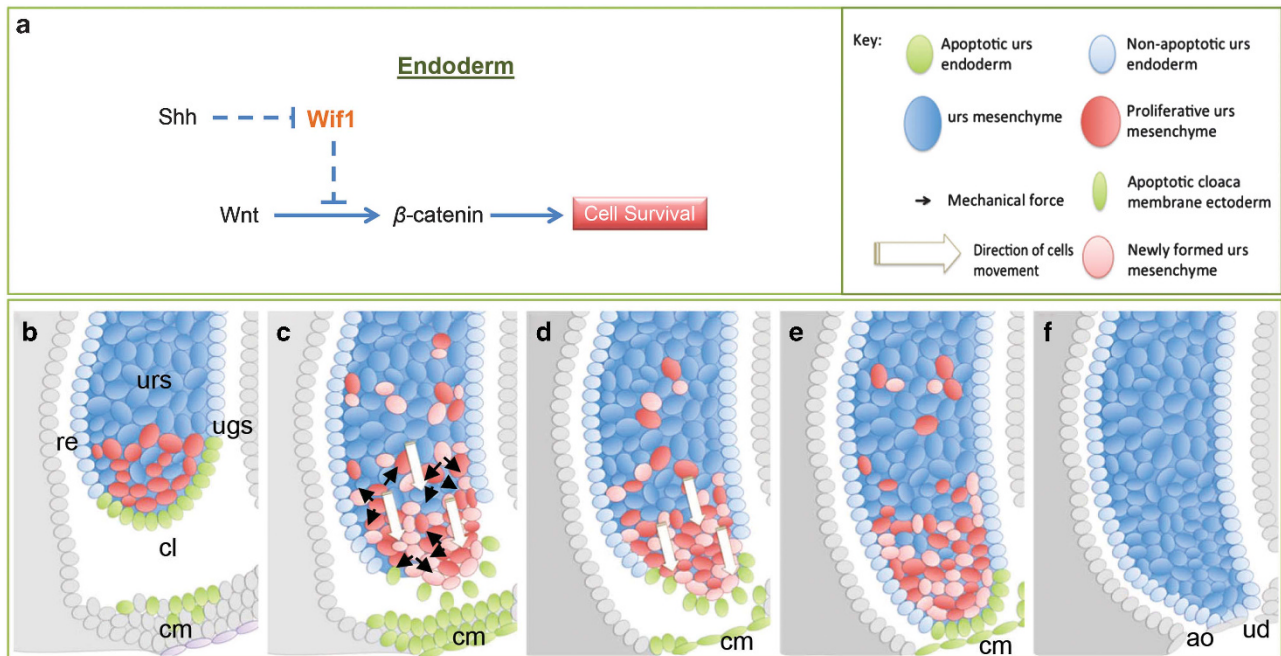 a
Endoderm
Shh
Wif1
Wnt
β-catenin
Cell Survival
Key:
Apoptotic urs
endoderm
Non-apoptotic urs
endoderm
urs mesenchyme
Proliferative urs
mesenchyme
Mechanical force
Apoptotic cloaca
membrane ectoderm
Direction of cells
movement
Newly formed urs
mesenchyme
b
urs
re
ugs
cl
cm
c
cm
d
cm
e
cm
f
ao
ud